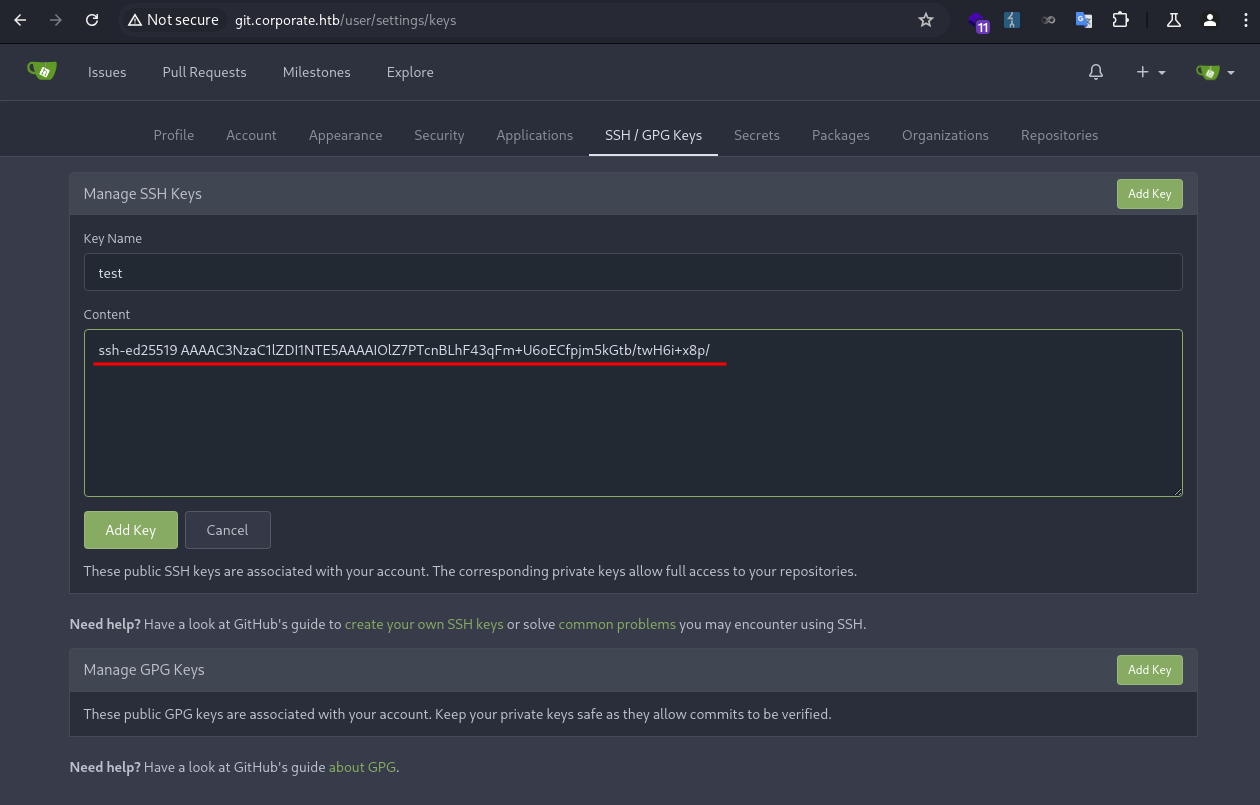 Not secure git.corporate.htb/user/settings/keys 11
Issues Pull Requests Milestones Explore
Profile Account Appearance Security Applications SSH / GPG Keys Secrets Packages Organizations Repositories
Manage SSH Keys Add Key
Key Name
test
Content
ssh-ed25519 AAAAC3NzaC1lZDI1NTE5AAAAIOlZ7PTcnBLhF43qFm+U6oECfpjm5kGtb/twH6i+x8p/
Add Key Cancel
These public SSH keys are associated with your account. The corresponding private keys allow full access to your repositories.
Need help? Have a look at GitHub's guide to create your own SSH keys or solve common problems you may encounter using SSH.
Manage GPG Keys Add Key
These public GPG keys are associated with your account. Keep your private keys safe as they allow commits to be verified.
Need help? Have a look at GitHub's guide about GPG.